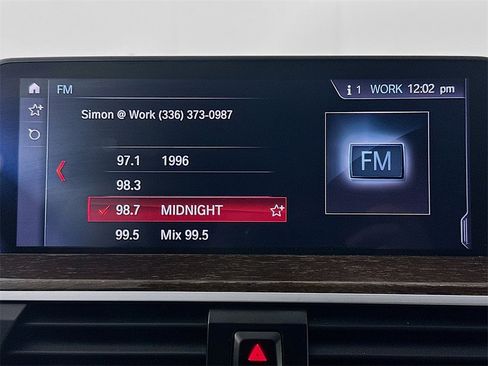 FM
i 1 WORK 12:02 pm
Simon @ Work (336) 373-0987
97.1 1996
98.3
98.7 MIDNIGHT
99.5 Mix 99.5
FM